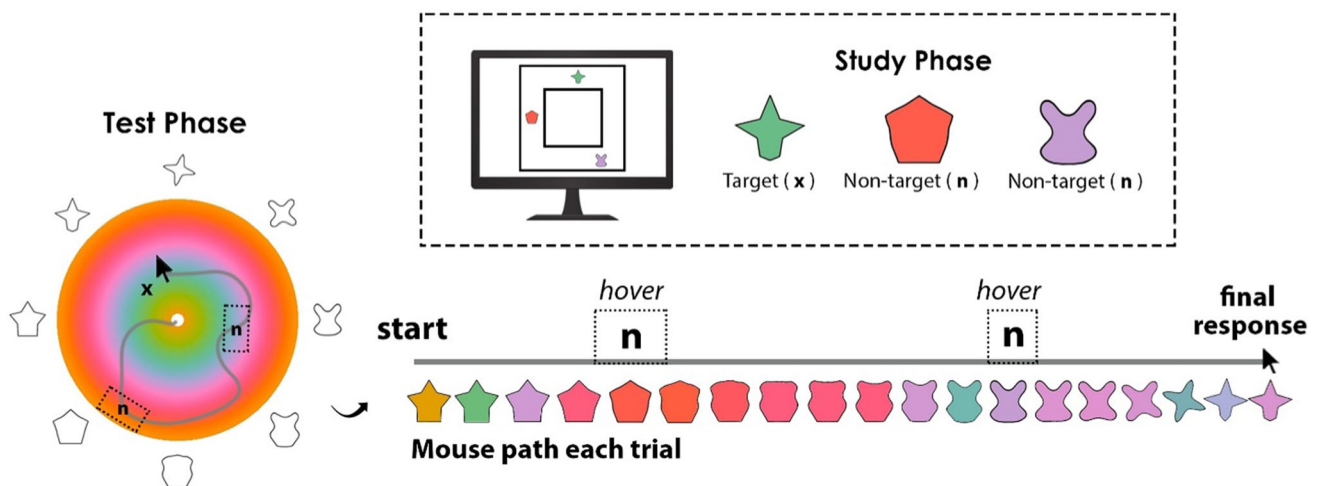 Study Phase
Target ( x )
Non-target ( n )
Non-target ( n )
Test Phase
x
n
n
start
hover
n
hover
n
final
response
Mouse path each trial